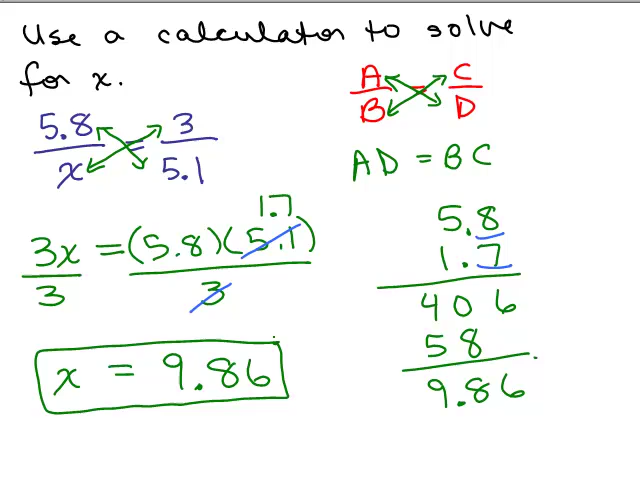 Use a calculator to solve
for x.
A/B = C/D
5.8/x = 3/5.1
AD = BC
1.7
3x/3 = (5.8)(5.1)/3
x = 9.86
5.8
1.7
406
58
9.86